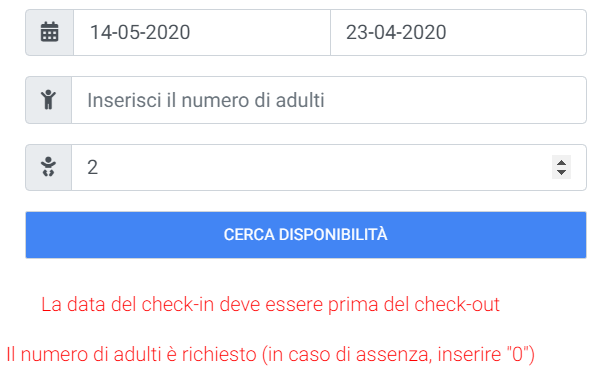 14-05-2020 23-04-2020
Inserisci il numero di adulti
2
CERCA DISPONIBILITÀ
La data del check-in deve essere prima del check-out
Il numero di adulti è richiesto (in caso di assenza, inserire "0")